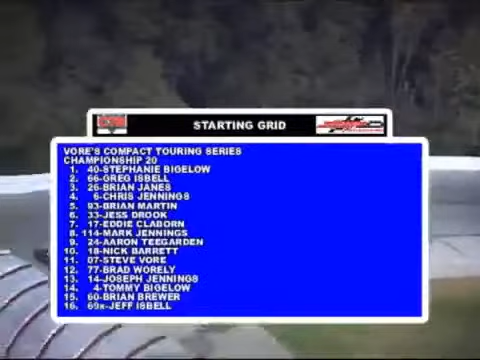 STARTING GRID
VORE'S COMPACT TOURING SERIES
CHAMPIONSHIP 20
1. 40-STEPHANIE BIGELOW
2. 66-GREG ISBELL
3. 26-BRIAN JANES
4. 6-CHRIS JENNINGS
5. 93-BRIAN MARTIN
6. 33-JESS DROOK
7. 17-EDDIE CLABORN
8. 114-MARK JENNINGS
9. 24-AARON TEEGARDEN
10. 18-NICK BARRETT
11. 07-STEVE VORE
12. 77-BRAD WORELY
13. 14-JOSEPH JENNINGS
14. 4-TOMMY BIGELOW
15. 60-BRIAN BREWER
16. 69x-JEFF ISBELL